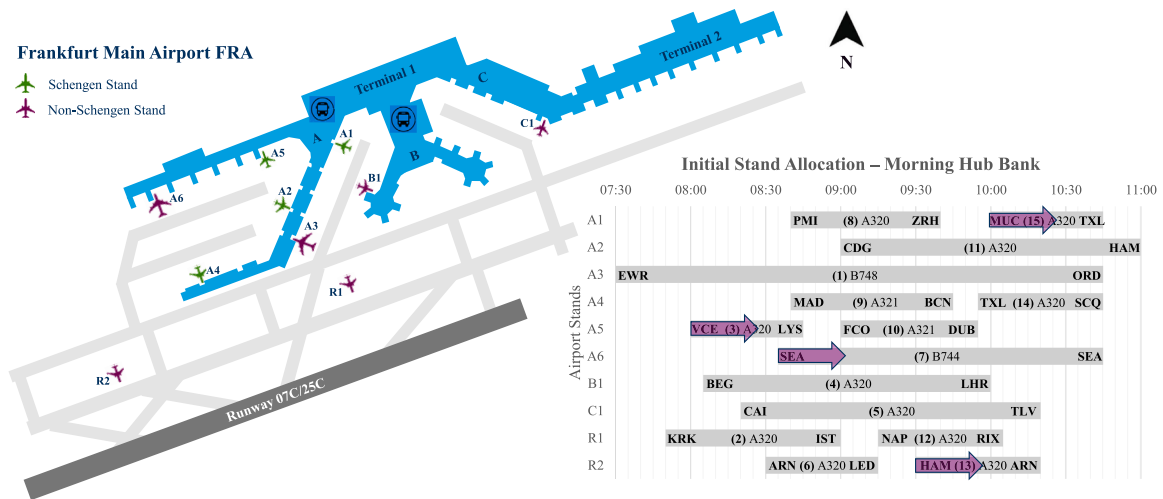 Frankfurt Main Airport FRA
Schengen Stand
Non-Schengen Stand
Terminal 1
Terminal 2
N
A
B
C
A1
A2
A3
A4
A5
A6
B1
C1
R1
R2
Runway 07C/25C
Initial Stand Allocation – Morning Hub Bank
07:30 08:00 08:30 09:00 09:30 10:00 10:30 11:00
Airport Stands
A1 PMI (8) A320 ZRH MUC (15) A320 TXL
A2 CDG (11) A320 HAM
A3 EWR (1) B748 ORD
A4 MAD (9) A321 BCN TXL (14) A320 SCQ
A5 VCE (3) A320 LYS FCO (10) A321 DUB
A6 SEA (7) B744 SEA
B1 BEG (4) A320 LHR
C1 CAI (5) A320 TLV
R1 KRK (2) A320 IST NAP (12) A320 RIX
R2 ARN (6) A320 LED HAM (13) A320 ARN